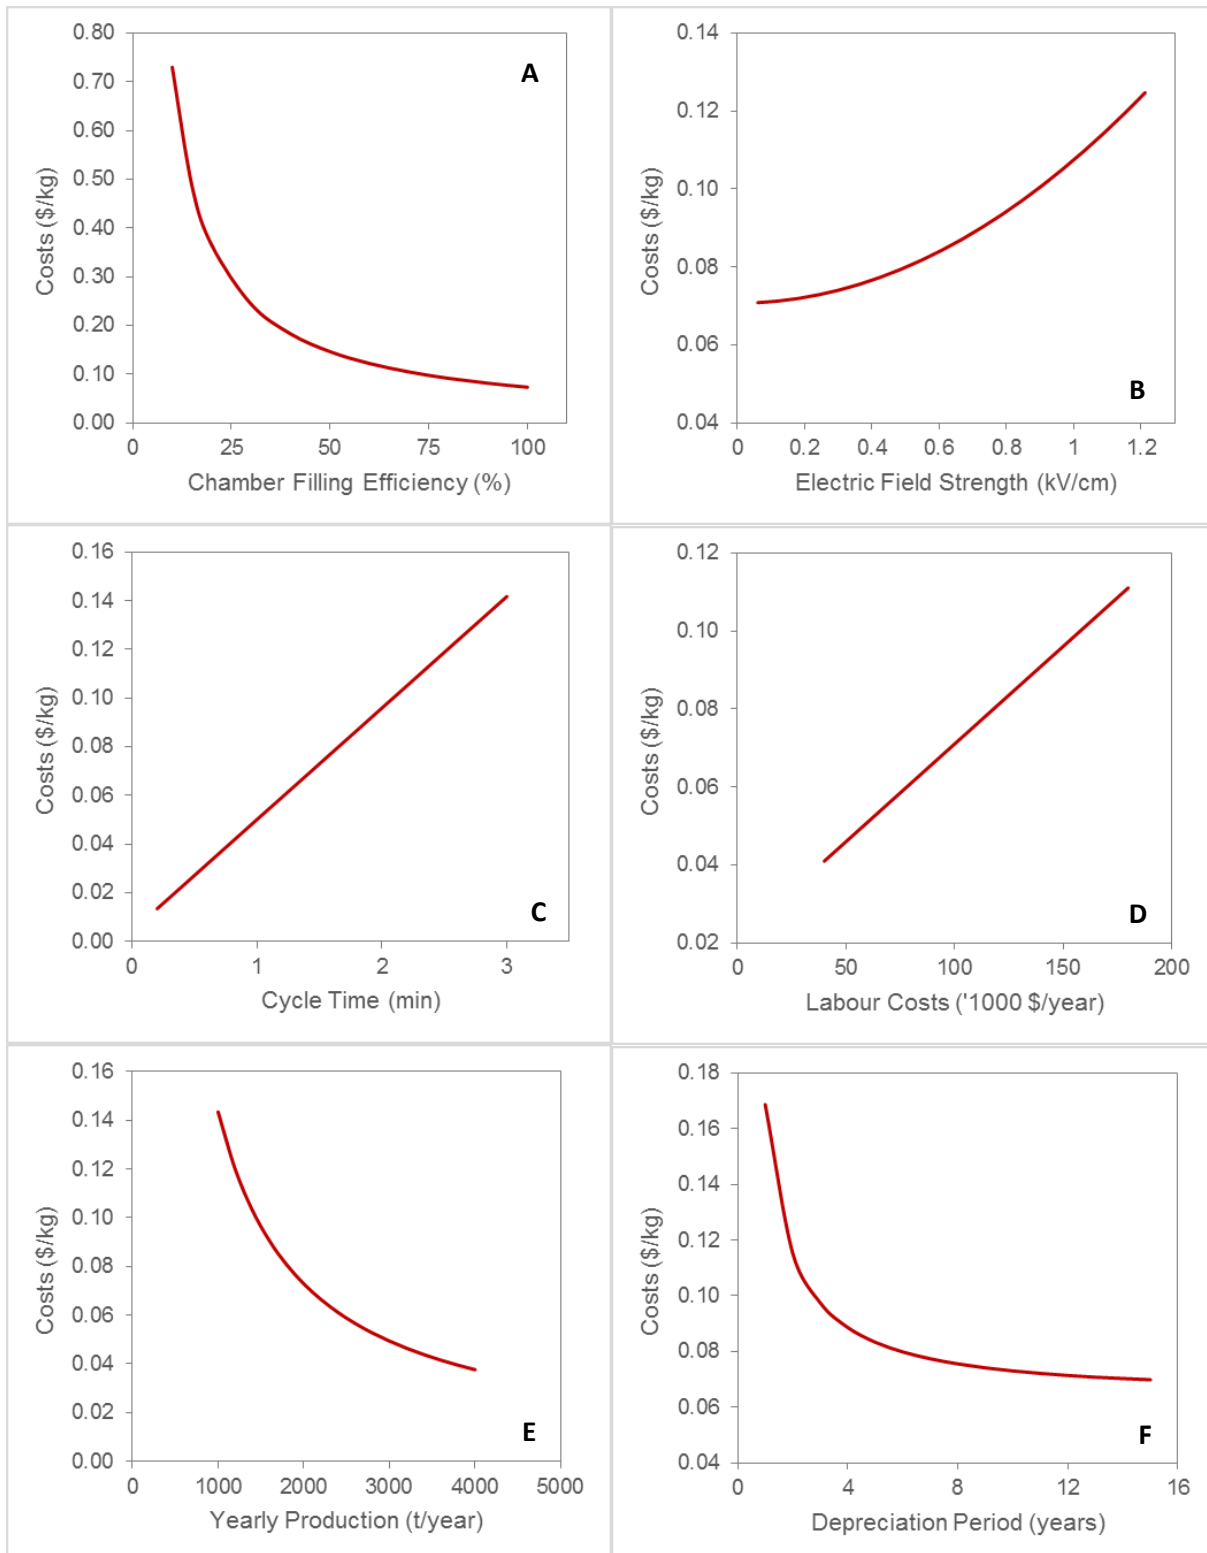 0.80
0.70
0.60
0.50
0.40
0.30
0.20
0.10
0.00
Costs ($/kg)
A
0 25 50 75 100
Chamber Filling Efficiency (%)
0.14
0.12
0.10
0.08
0.06
0.04
Costs ($/kg)
B
0 0.2 0.4 0.6 0.8 1 1.2
Electric Field Strength (kV/cm)
0.16
0.14
0.12
0.10
0.08
0.06
0.04
0.02
0.00
Costs ($/kg)
C
0 1 2 3
Cycle Time (min)
0.12
0.10
0.08
0.06
0.04
0.02
Costs ($/kg)
D
0 50 100 150 200
Labour Costs ('1000 $/year)
0.16
0.14
0.12
0.10
0.08
0.06
0.04
0.02
0.00
Costs ($/kg)
E
0 1000 2000 3000 4000 5000
Yearly Production (t/year)
0.18
0.16
0.14
0.12
0.10
0.08
0.06
0.04
Costs ($/kg)
F
0 4 8 12 16
Depreciation Period (years)